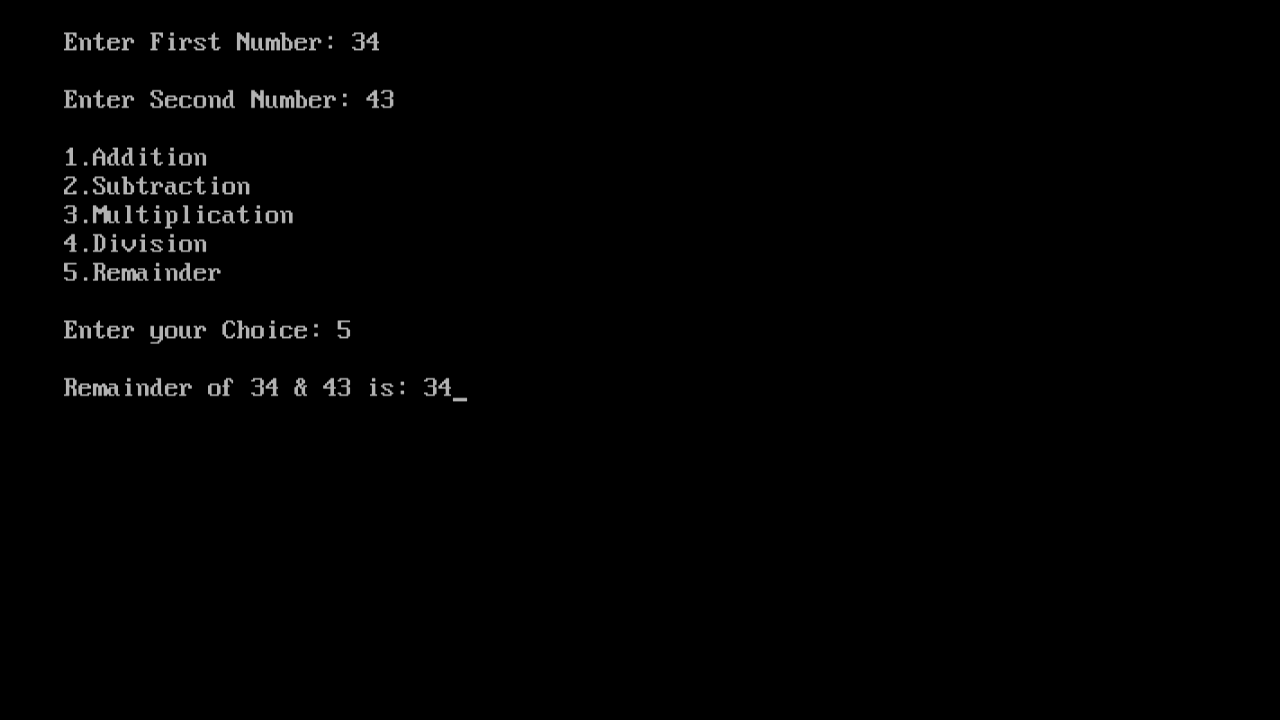 Enter First Number: 34
Enter Second Number: 43
1.Addition
2.Subtraction
3.Multiplication
4.Division
5.Remainder
Enter your Choice: 5
Remainder of 34 & 43 is: 34_